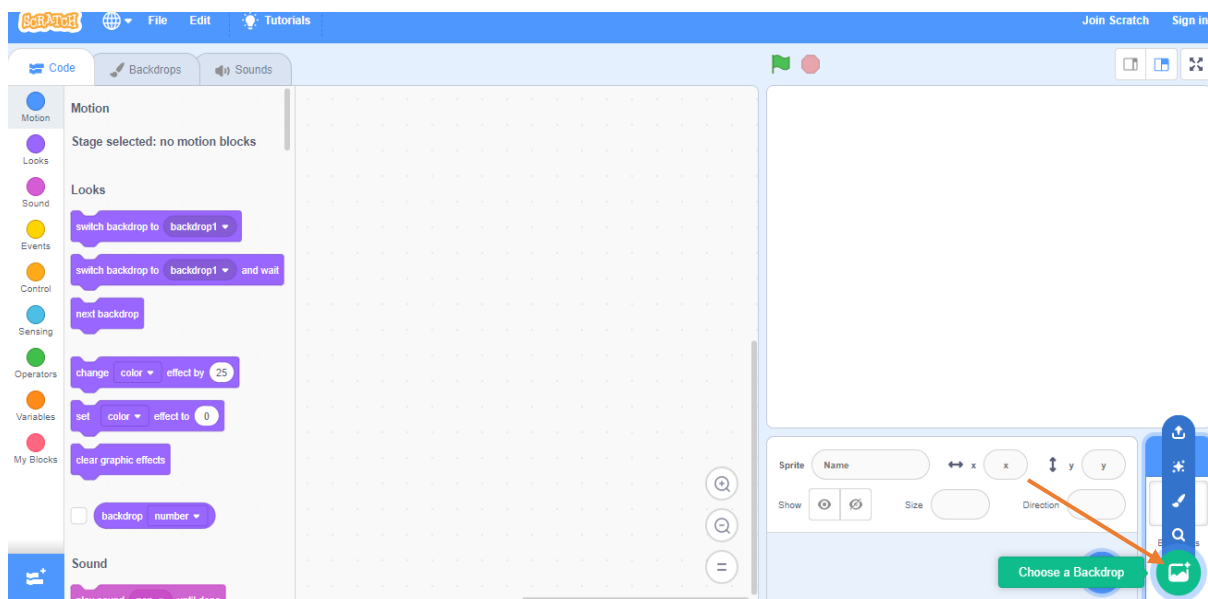 SCRATCH File Edit Tutorials Join Scratch Sign in
Code Backdrops Sounds
Motion
Looks
Sound
Events
Control
Sensing
Operators
Variables
My Blocks
Motion
Stage selected: no motion blocks
Looks
switch backdrop to backdrop1
switch backdrop to backdrop1 and wait
next backdrop
change color effect by 25
set color effect to 0
clear graphic effects
backdrop number
Sound
Sprite Name x x y y
Show Size Direction
Choose a Backdrop